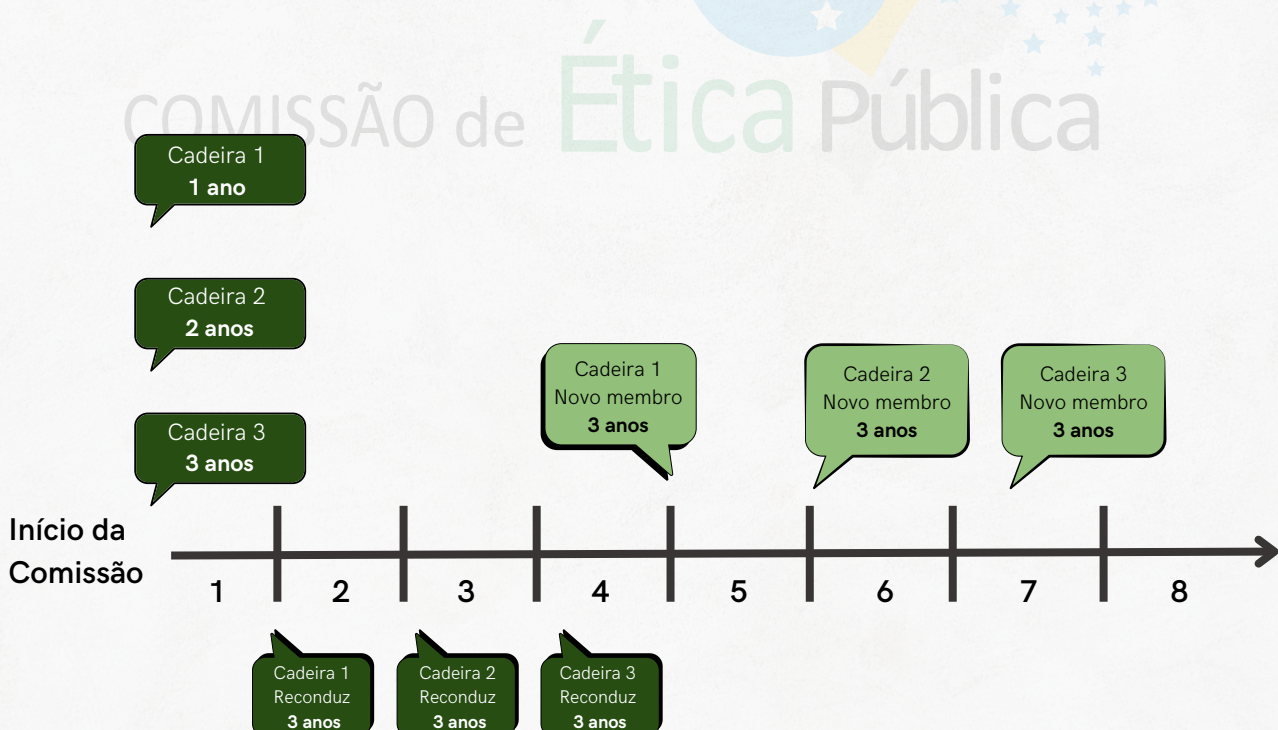 COMISSÃO de Ética Pública
Cadeira 1
1 ano
Cadeira 2
2 anos
Cadeira 3
3 anos
Cadeira 1
Novo membro
3 anos
Cadeira 2
Novo membro
3 anos
Cadeira 3
Novo membro
3 anos
Início da
Comissão
1 2 3 4 5 6 7 8
Cadeira 1
Reconduz
3 anos
Cadeira 2
Reconduz
3 anos
Cadeira 3
Reconduz
3 anos